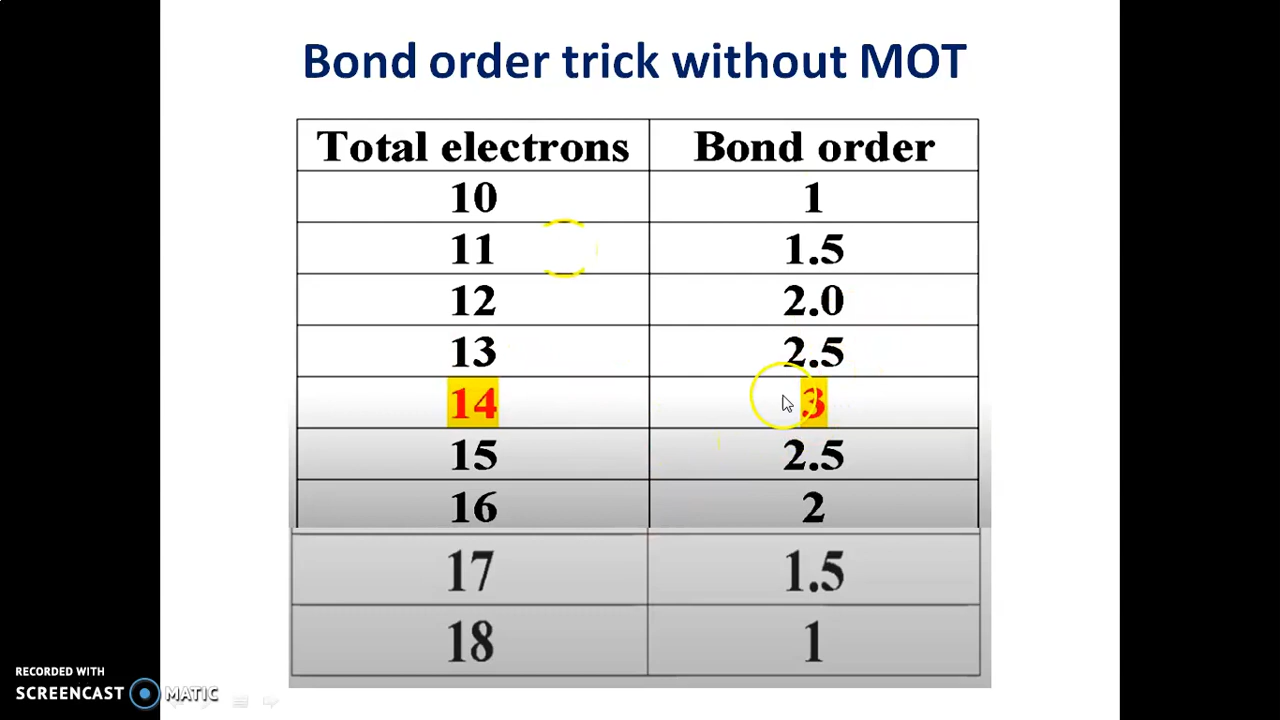 Bond order trick without MOT
Total electrons Bond order
10 1
11 1.5
12 2.0
13 2.5
14 3
15 2.5
16 2
17 1.5
18 1
RECORDED WITH
SCREENCAST MATIC